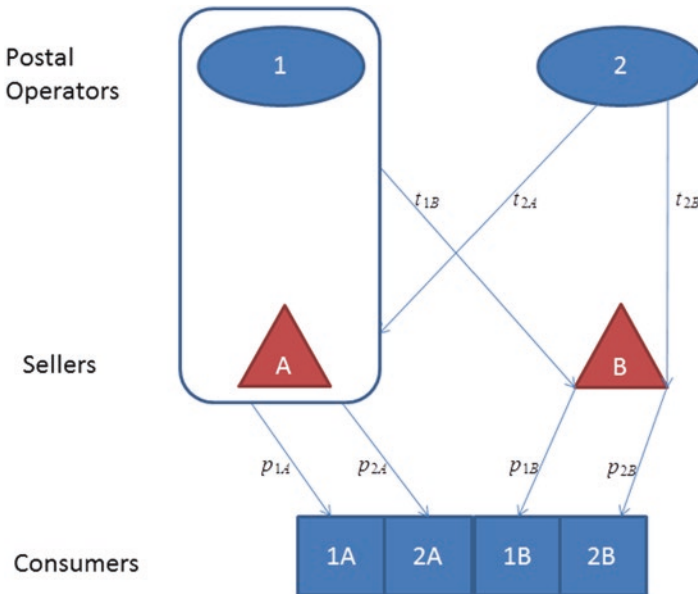 Postal
Operators
1
2
t1B
t2A
t2B
Sellers
A
B
p1A
p2A
p1B
p2B
Consumers
1A
2A
1B
2B